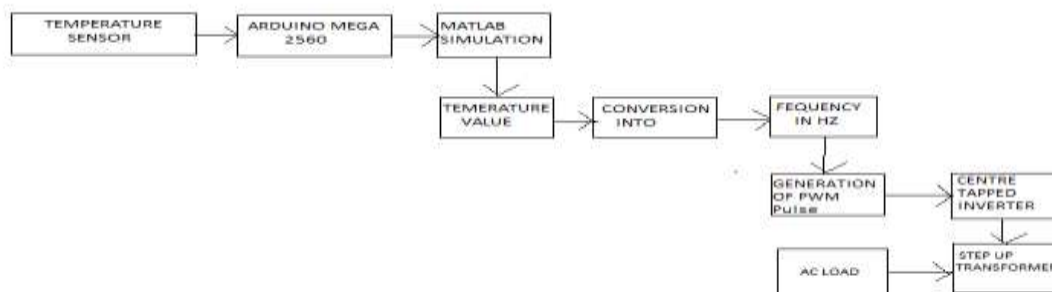 TEMPERATURE
SENSOR
ARDUINO MEGA
2560
MATLAB
SIMULATION
TEMERATURE
VALUE
CONVERSION
INTO
FEQUENCY
IN HZ
GENERATION
OF PWM
Pulse
CENTRE
TAPPED
INVERTER
AC LOAD
STEP UP
TRANSFORMER